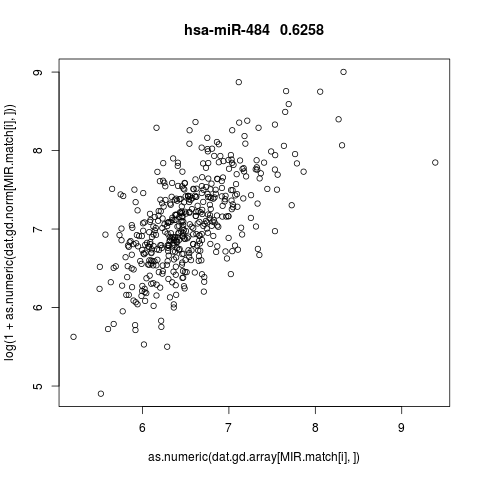 hsa-miR-484 0.6258
log(1 + as.numeric(dat.gd.norm[MIR.match[i], ]))
9
8
7
6
5
6 7 8 9
as.numeric(dat.gd.array[MIR.match[i], ])